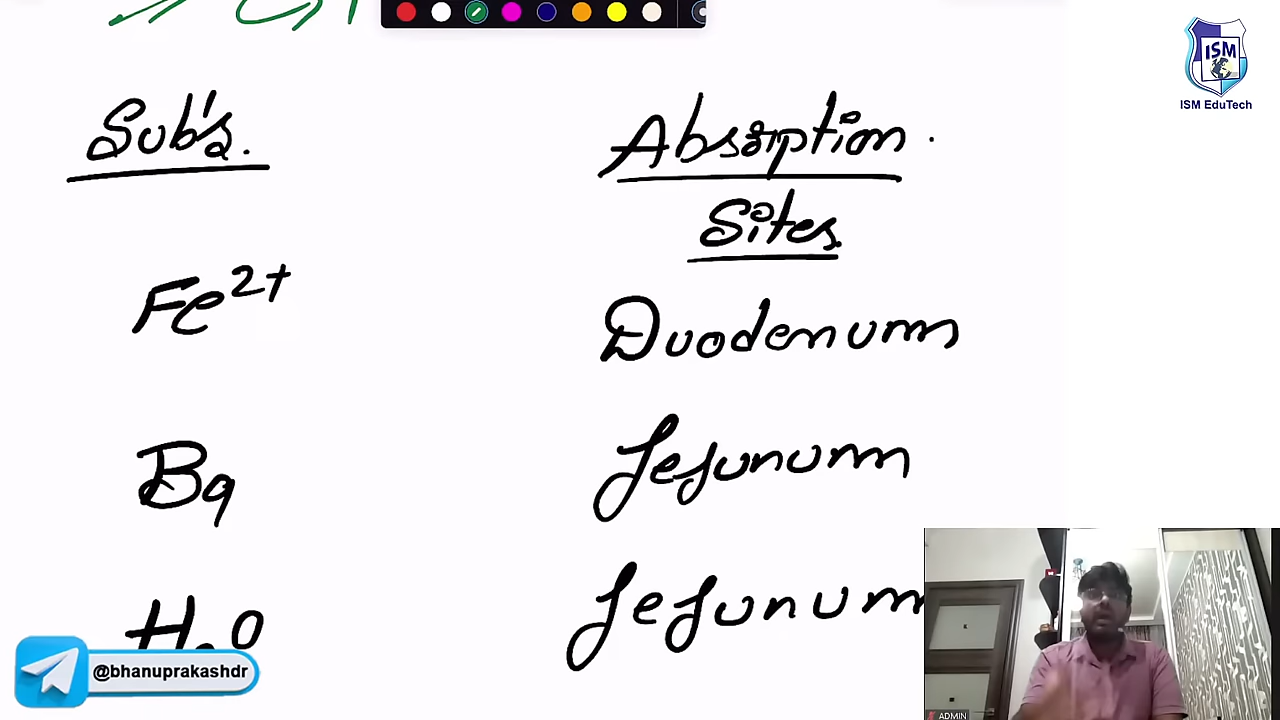 ISM
ISM EduTech
Sub's.
Absorption.
Sites.
Fe2+
Duodenum
B9
Jejunum
H2O
Jejunum
@bhanuprakashdr
ADMIN